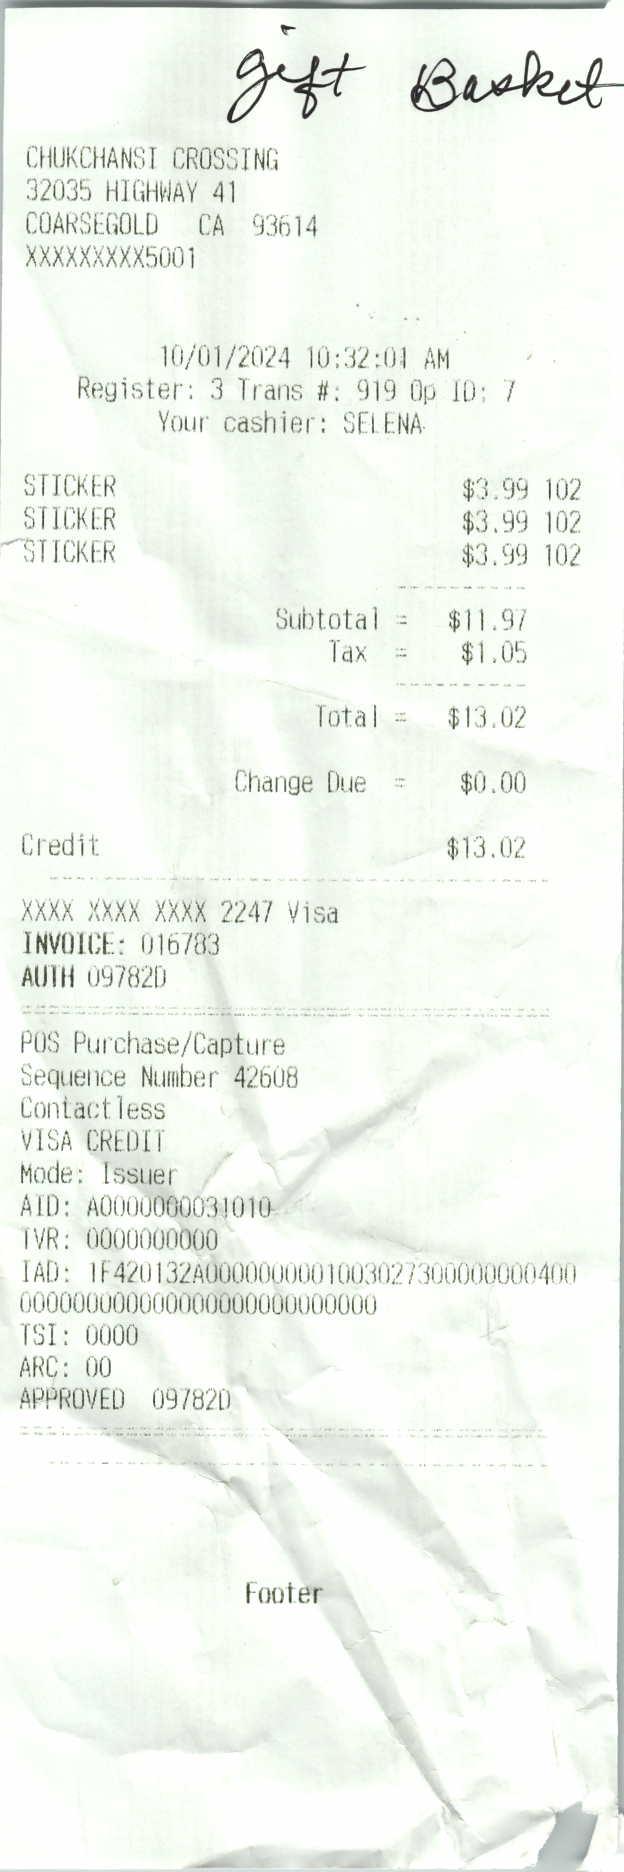 Gift Basket
CHUKCHANSI CROSSING
32035 HIGHWAY 41
COARSEGOLD CA 93614
XXXXXXXXX5001
10/01/2024 10:32:01 AM
Register: 3 Trans #: 919 Op ID: 7
Your cashier: SELENA
STICKER $3.99 102
STICKER $3.99 102
STICKER $3.99 102
Subtotal = $11.97
Tax = $1.05
Total = $13.02
Change Due = $0.00
Credit $13.02
XXXX XXXX XXXX 2247 Visa
INVOICE: 016783
AUTH 09782D
POS Purchase/Capture
Sequence Number 42608
Contactless
VISA CREDIT
Mode: Issuer
AID: A0000000031010
TVR: 0000000000
IAD: 1F420132A0000000001003027300000000400
000000000000000000000000000
TSI: 0000
ARC: 00
APPROVED 09782D
Footer